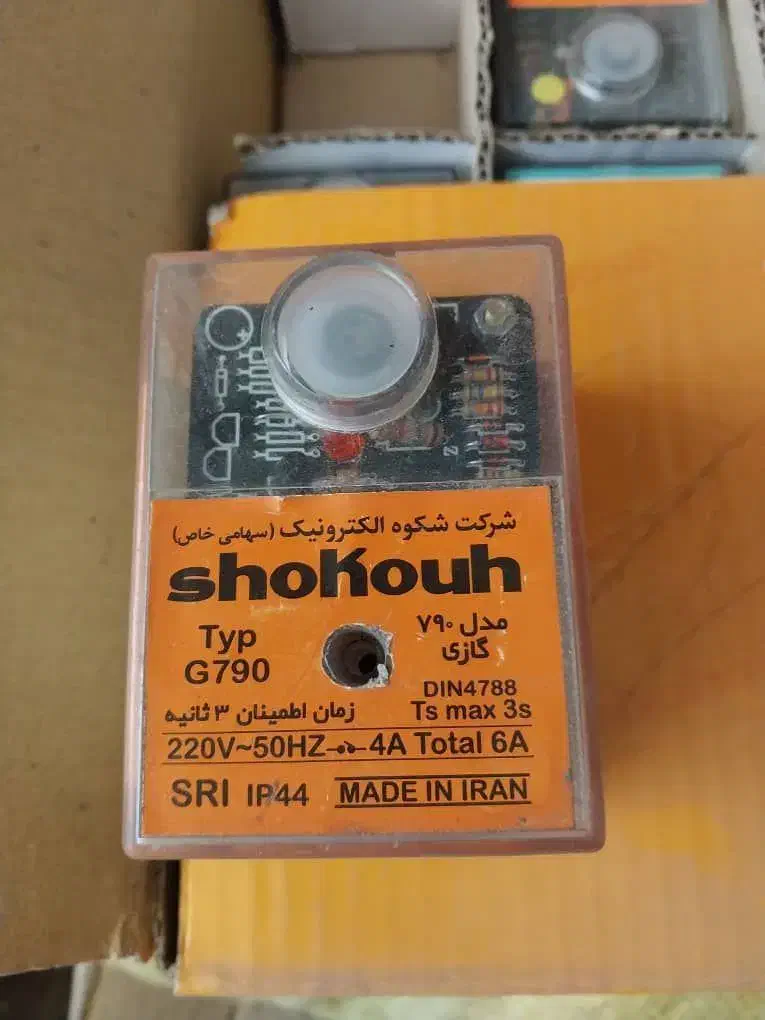 شرکت شکوه الکترونیک (سهامی خاص)
shokouh
Typ
G790
مدل ۷۹۰
گازی
DIN4788
زمان اطمینان ۳ ثانیه
Ts max 3s
220V~50HZ 4A Total 6A
SRI IP44 MADE IN IRAN